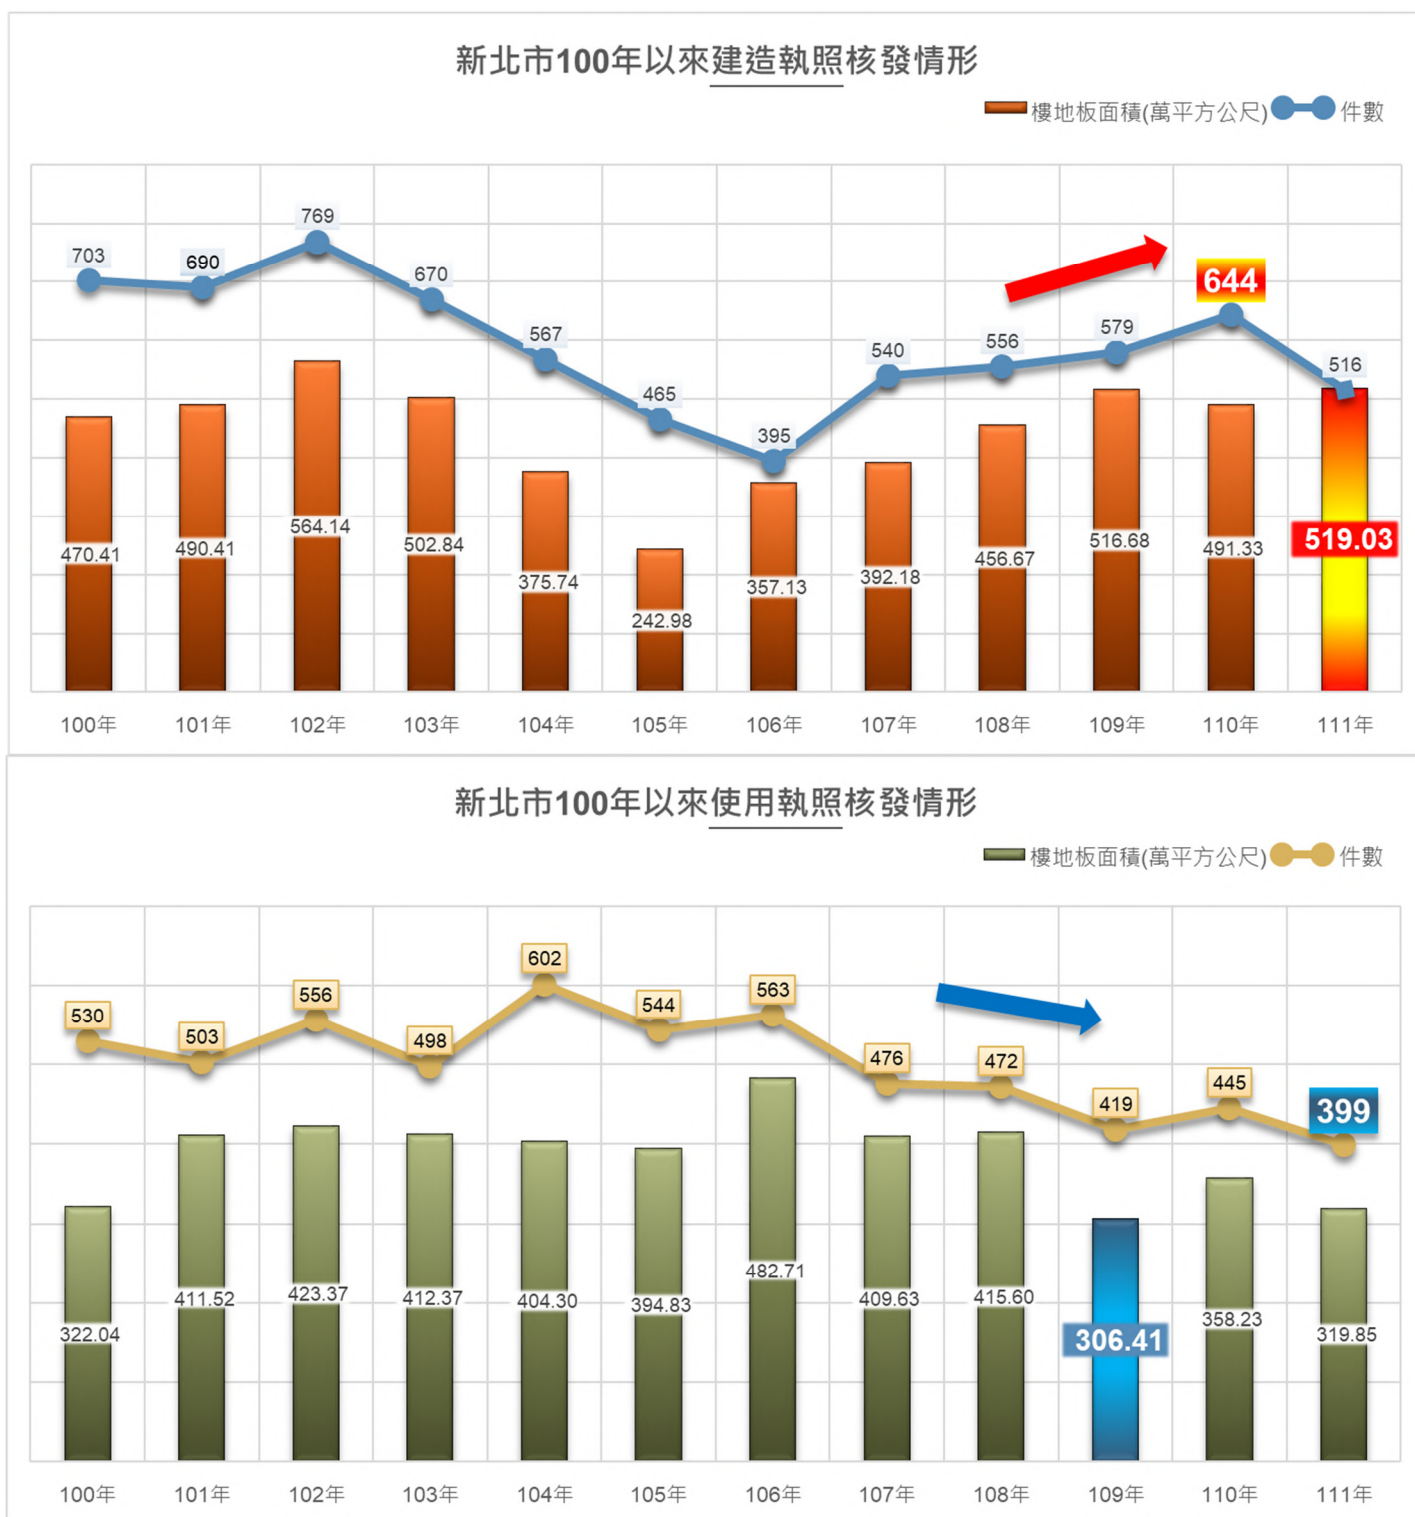 新北市100年以來建造執照核發情形
樓地板面積(萬平方公尺) 件數
703 690 769 670 567 465 395 540 556 579 644 516
470.41 490.41 564.14 502.84 375.74 242.98 357.13 392.18 456.67 516.68 491.33 519.03
100年 101年 102年 103年 104年 105年 106年 107年 108年 109年 110年 111年
新北市100年以來使用執照核發情形
樓地板面積(萬平方公尺) 件數
530 503 556 498 602 544 563 476 472 419 445 399
322.04 411.52 423.37 412.37 404.30 394.83 482.71 409.63 415.60 306.41 358.23 319.85
100年 101年 102年 103年 104年 105年 106年 107年 108年 109年 110年 111年